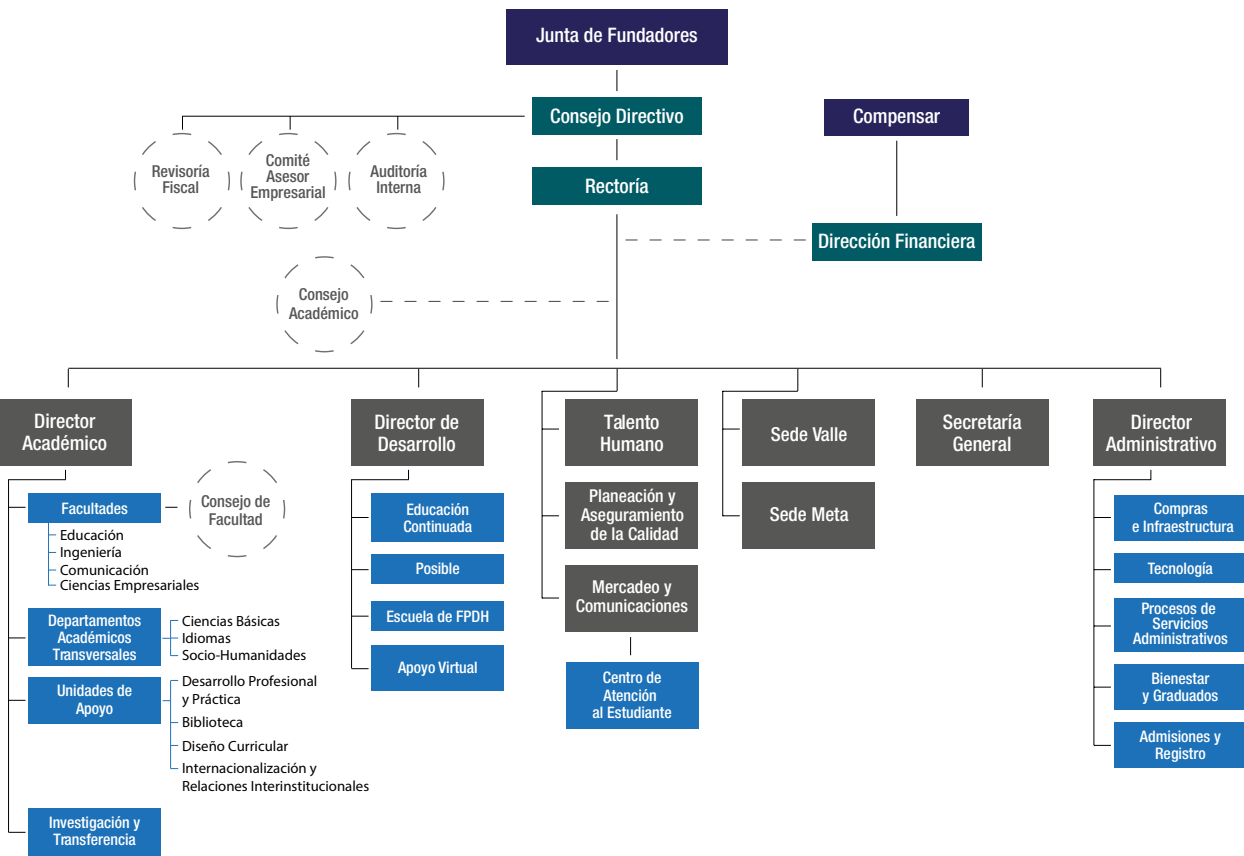 Junta de Fundadores
Consejo Directivo
Compensar
Revisoría
Fiscal
Comité
Asesor
Empresarial
Auditoría
Interna
Rectoría
Dirección Financiera
Consejo
Académico
Director
Académico
Director de
Desarrollo
Talento
Humano
Sede Valle
Secretaría
General
Director
Administrativo
Facultades
Consejo de
Facultad
Educación
Ingeniería
Comunicación
Ciencias Empresariales
Departamentos
Académicos
Transversales
Ciencias Básicas
Idiomas
Socio-Humanidades
Unidades de
Apoyo
Desarrollo Profesional
y Práctica
Biblioteca
Diseño Curricular
Internacionalización y
Relaciones Interinstitucionales
Investigación y
Transferencia
Educación
Continuada
Posible
Escuela de FPDH
Apoyo Virtual
Planeación y
Aseguramiento
de la Calidad
Mercadeo y
Comunicaciones
Centro de
Atención
al Estudiante
Sede Meta
Compras
e Infraestructura
Tecnología
Procesos de
Servicios
Administrativos
Bienestar
y Graduados
Admisiones y
Registro